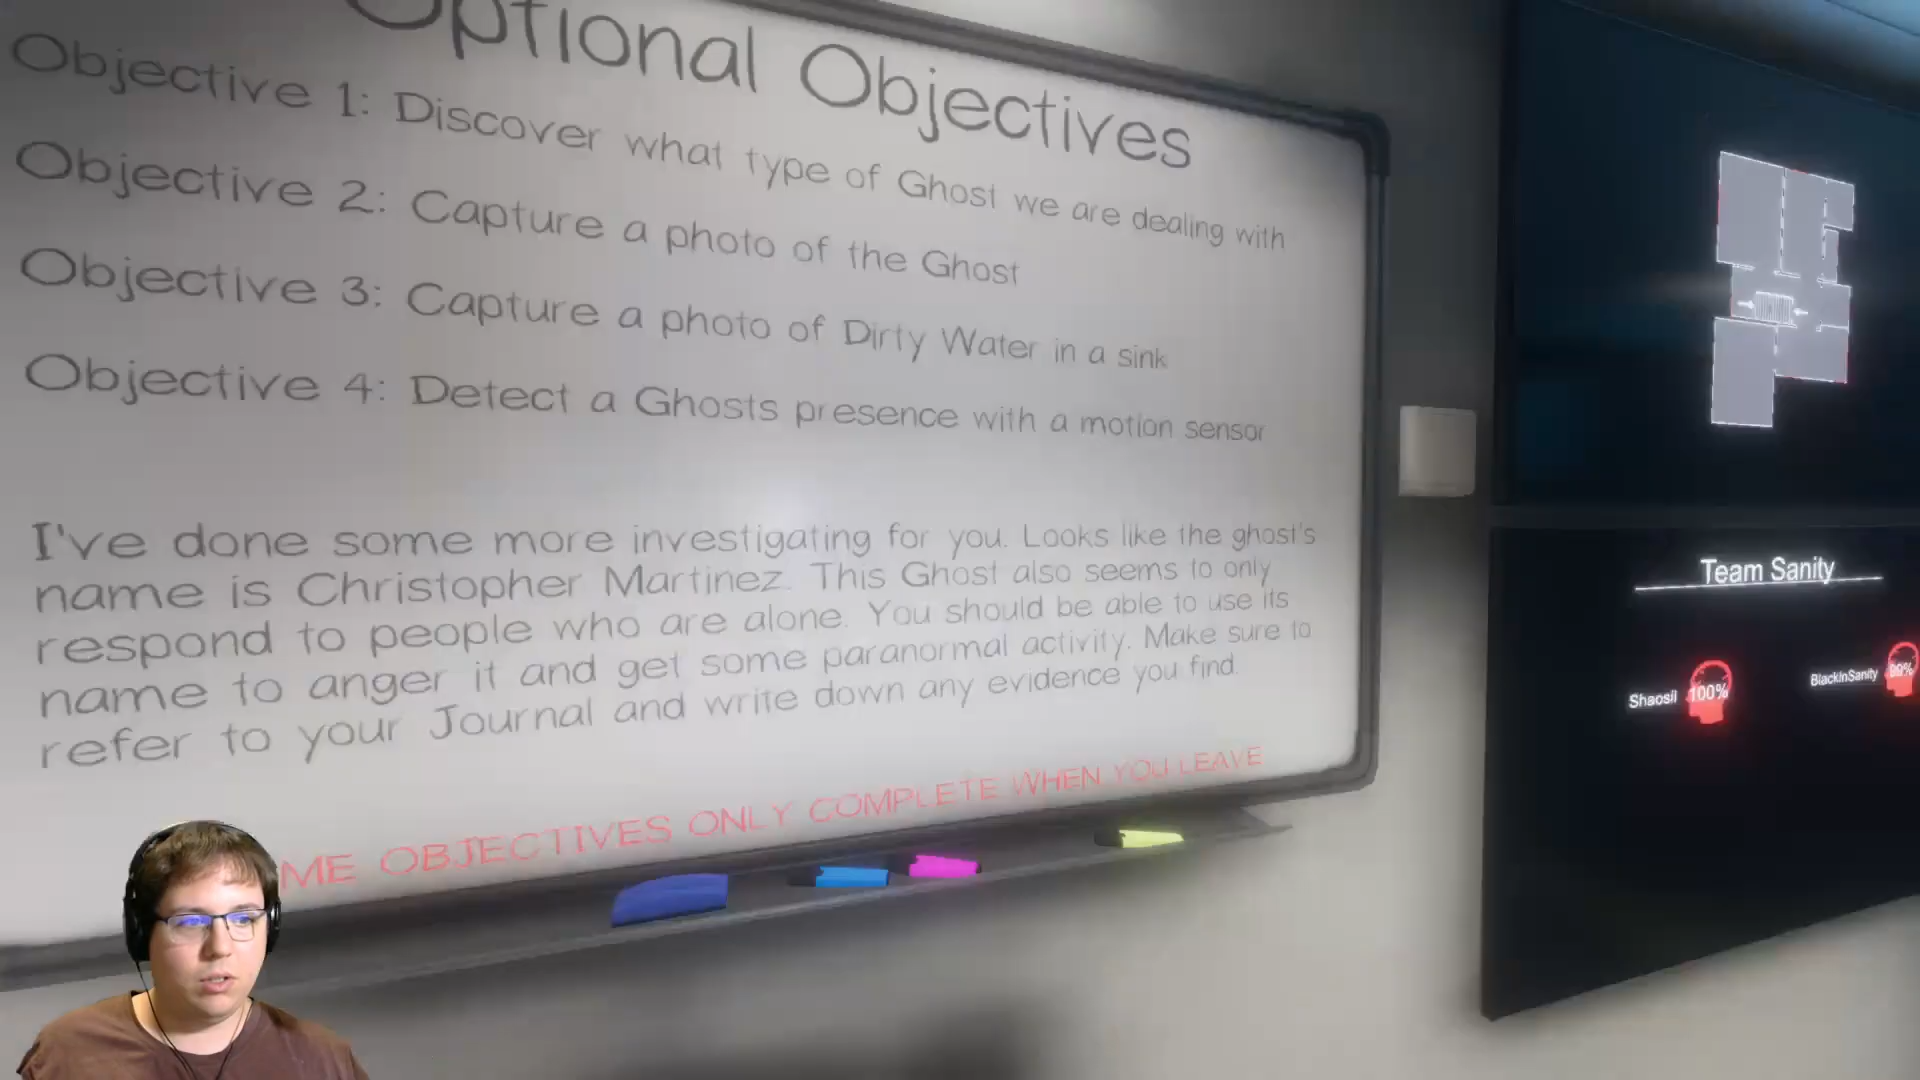 Optional Objectives
Objective 1: Discover what type of Ghost we are dealing with
Objective 2: Capture a photo of the Ghost
Objective 3: Capture a photo of Dirty Water in a sink
Objective 4: Detect a Ghosts presence with a motion sensor
I've done some more investigating for you. Looks like the ghost's
name is Christopher Martinez. This Ghost also seems to only
respond to people who are alone. You should be able to use its
name to anger it and get some paranormal activity. Make sure to
refer to your Journal and write down any evidence you find.
ME OBJECTIVES ONLY COMPLETE WHEN YOU LEAVE
Team Sanity
Shaosil 100%
BlackInSanity 99%